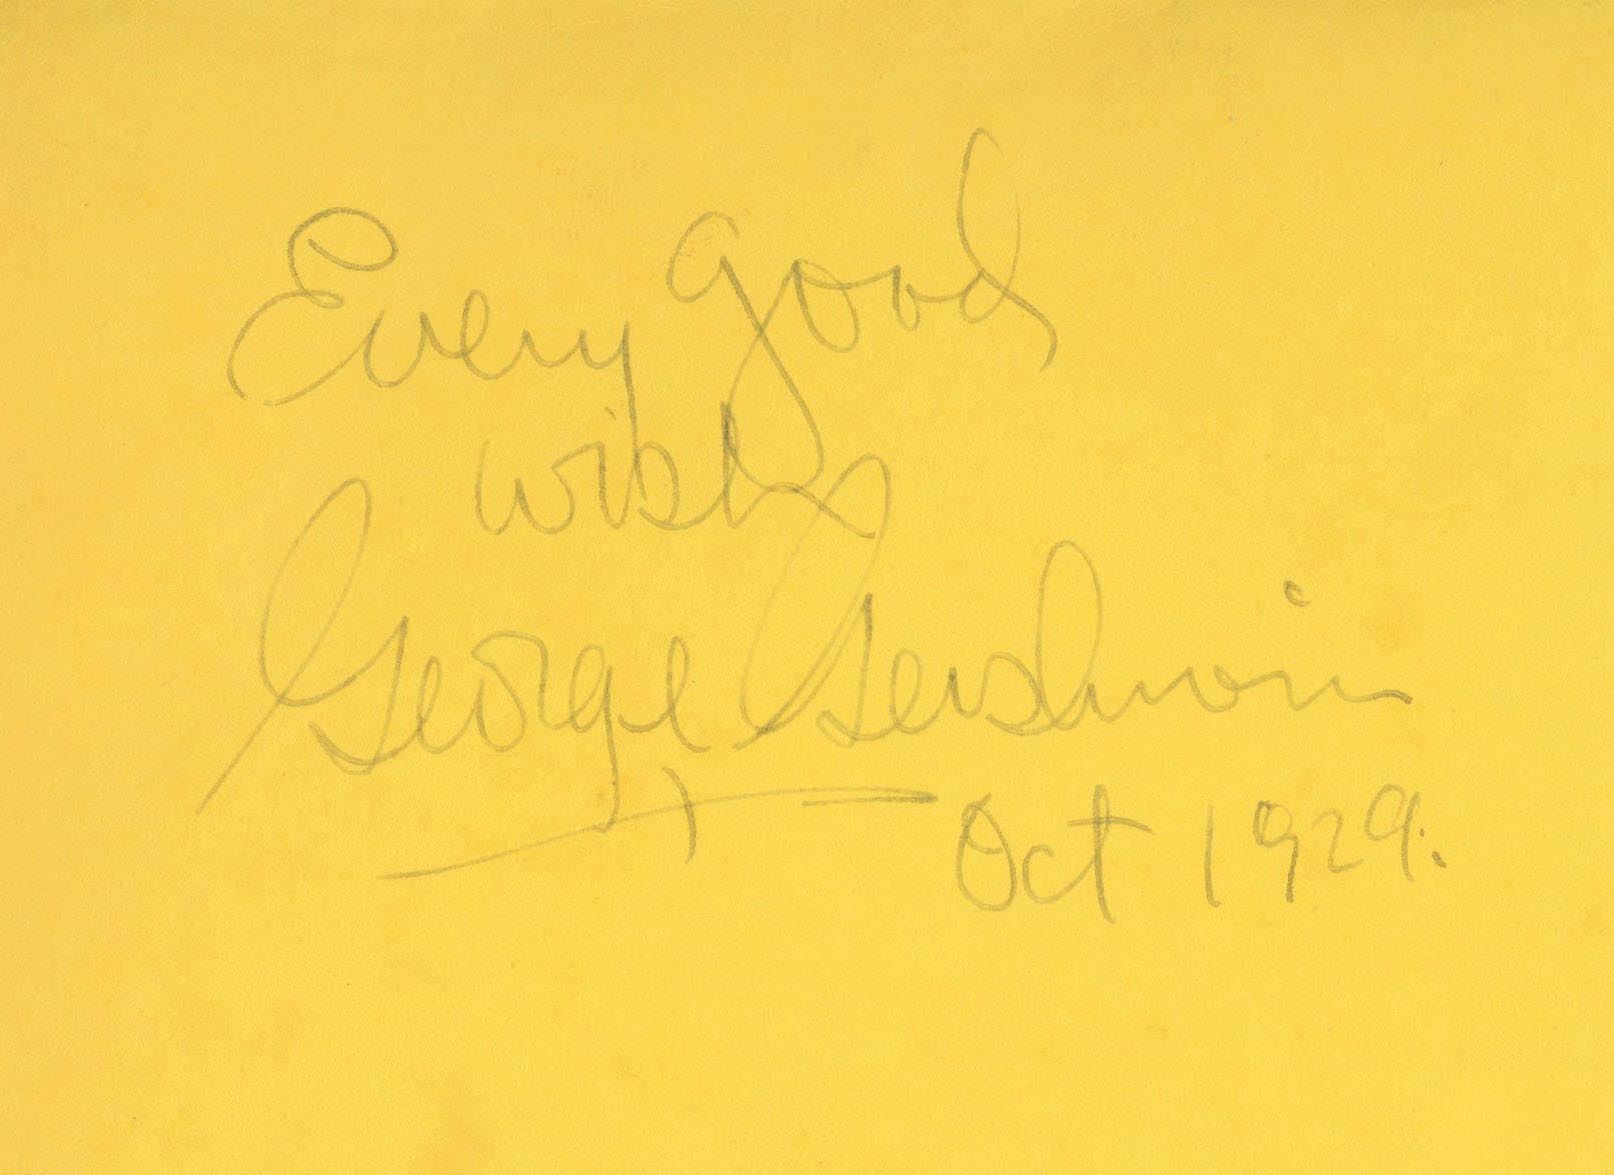 Every good
wish
George Gershwin
Oct 1929.